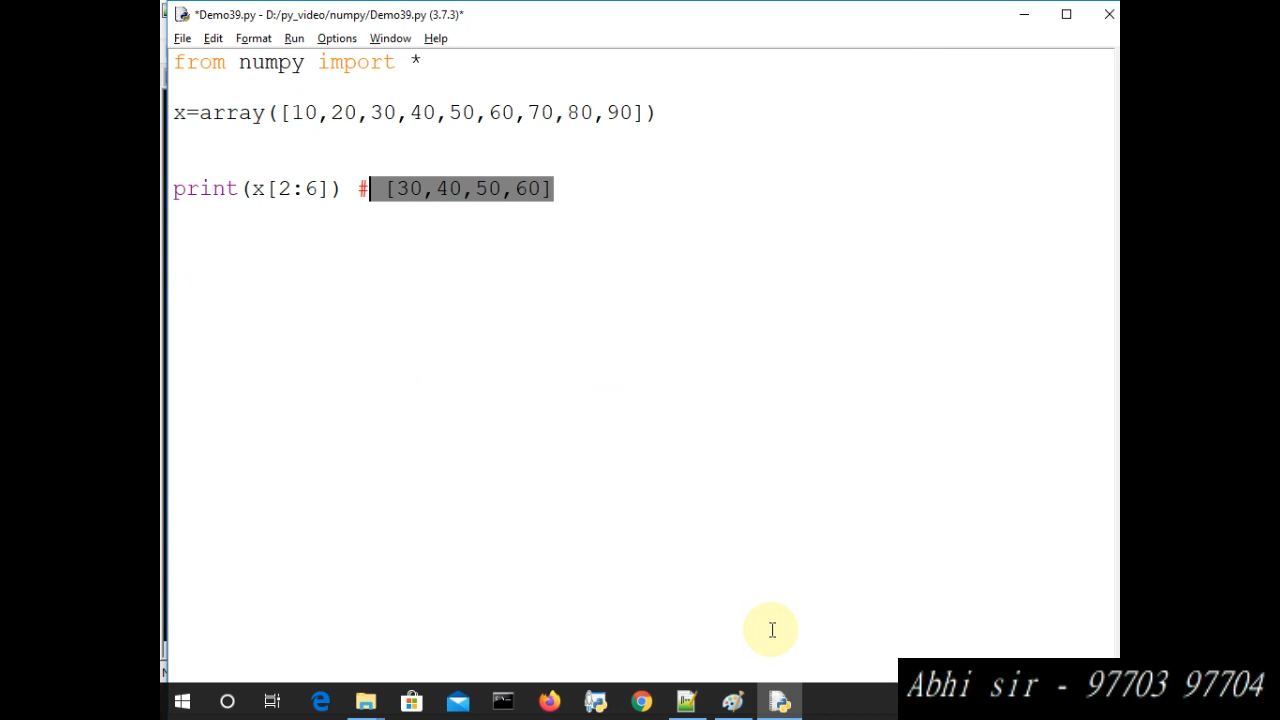 *Demo39.py - D:/py_video/numpy/Demo39.py (3.7.3)*
File Edit Format Run Options Window Help
from numpy import *
x=array([10,20,30,40,50,60,70,80,90])
print(x[2:6]) # [30,40,50,60]
Abhi sir - 97703 97704